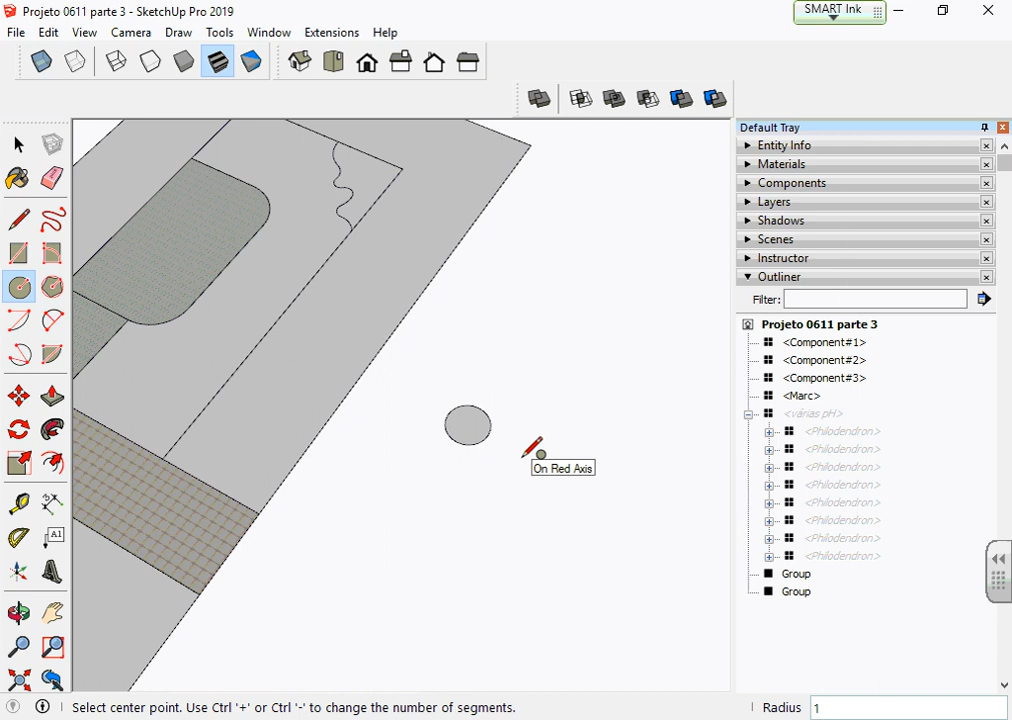 Projeto 0611 parte 3 - SketchUp Pro 2019
SMART Ink
File Edit View Camera Draw Tools Window Extensions Help
Default Tray
Entity Info
Materials
Components
Layers
Shadows
Scenes
Instructor
Outliner
Filter:
Projeto 0611 parte 3
<Component#1>
<Component#2>
<Component#3>
<Marc>
<várias pH>
<Philodendron>
<Philodendron>
<Philodendron>
<Philodendron>
<Philodendron>
<Philodendron>
<Philodendron>
<Philodendron>
Group
Group
On Red Axis
A1
Select center point. Use Ctrl '+' or Ctrl '-' to change the number of segments.
Radius 1